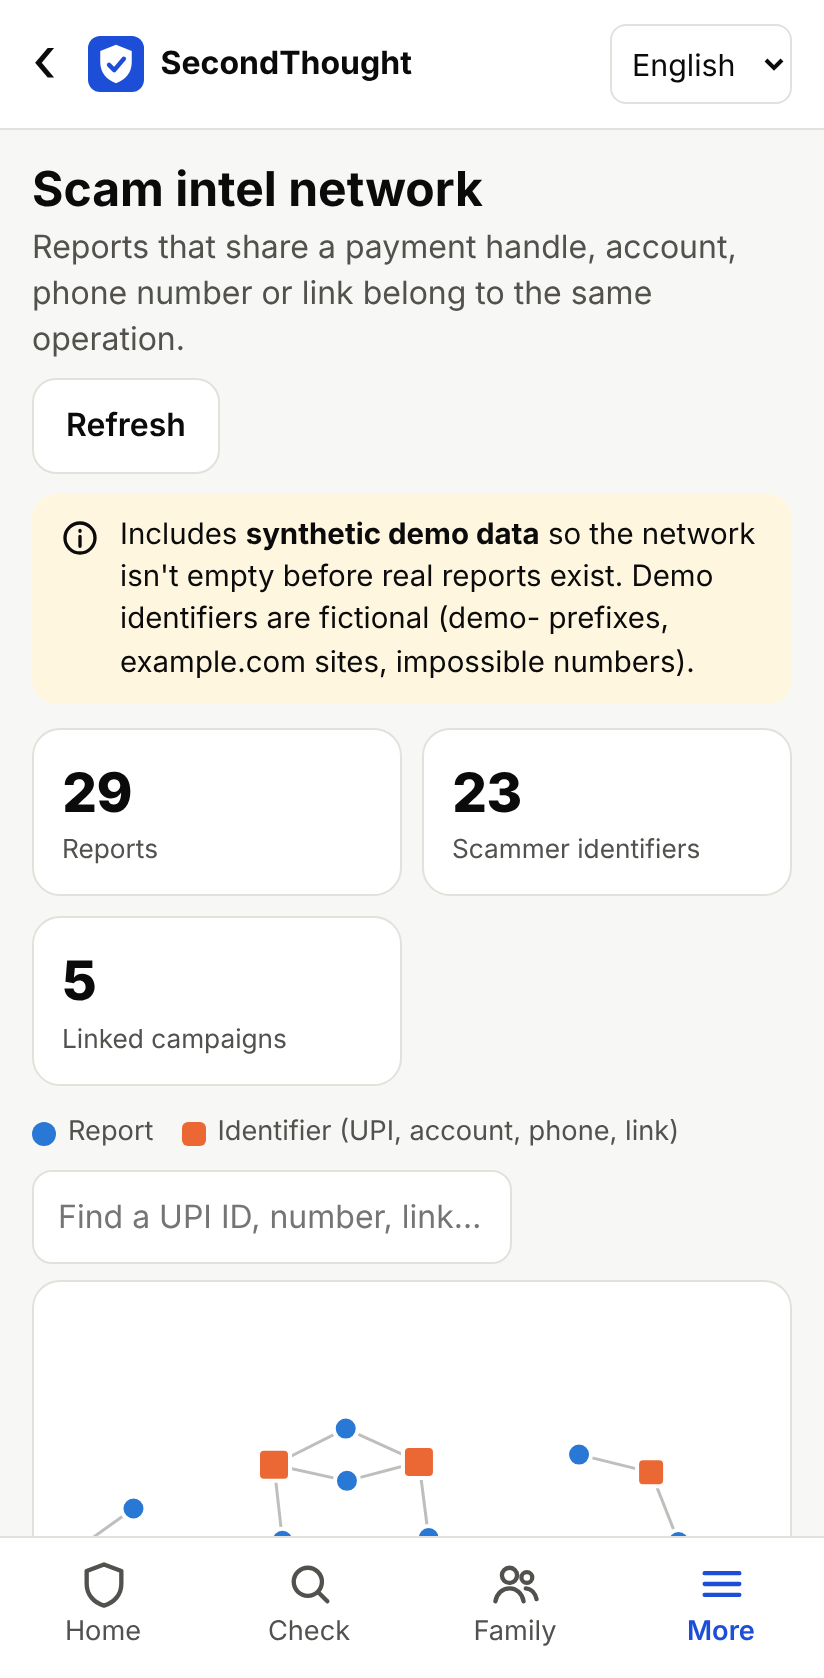 SecondThought
English
Scam intel network
Reports that share a payment handle, account,
phone number or link belong to the same
operation.
Refresh
Includes synthetic demo data so the network
isn't empty before real reports exist. Demo
identifiers are fictional (demo- prefixes,
example.com sites, impossible numbers).
29
Reports
23
Scammer identifiers
5
Linked campaigns
Report
Identifier (UPI, account, phone, link)
Find a UPI ID, number, link...
Home
Check
Family
More